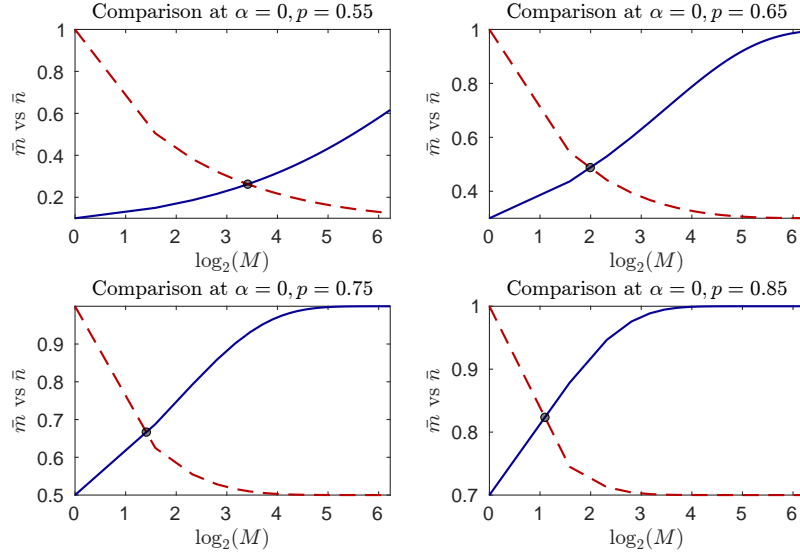 Comparison at α = 0, p = 0.55
1
0.8
0.6
0.4
0.2
m̄ vs n̄
0 1 2 3 4 5 6
log₂(M)
Comparison at α = 0, p = 0.65
1
0.8
0.6
0.4
m̄ vs n̄
0 1 2 3 4 5 6
log₂(M)
Comparison at α = 0, p = 0.75
0.9
0.8
0.7
0.6
0.5
m̄ vs n̄
0 1 2 3 4 5 6
log₂(M)
Comparison at α = 0, p = 0.85
1
0.9
0.8
0.7
m̄ vs n̄
0 1 2 3 4 5 6
log₂(M)